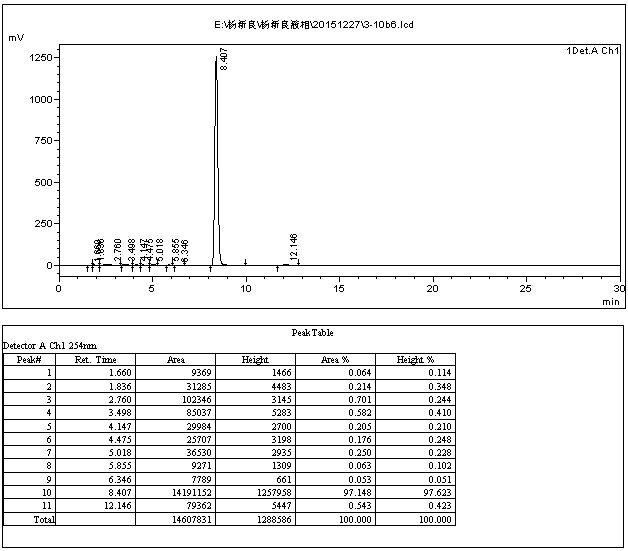 E:\杨新良\杨新良液相\20151227\3-10b6.lcd
mV
1Det.A Ch1
1250
1000
750
500
250
0
1.660
1.836
2.760
3.498
4.147
4.475
5.018
5.855
6.346
8.407
12.146
0 5 10 15 20 25 30
min
PeakTable
Detector A Ch1 254nm
Peak# Ret. Time Area Height Area % Height %
1 1.660 9369 1466 0.064 0.114
2 1.836 31285 4483 0.214 0.348
3 2.760 102346 3145 0.701 0.244
4 3.498 85037 5283 0.582 0.410
5 4.147 29984 2700 0.205 0.210
6 4.475 25707 3198 0.176 0.248
7 5.018 36530 2935 0.250 0.228
8 5.855 9271 1309 0.063 0.102
9 6.346 7789 661 0.053 0.051
10 8.407 14191152 1257958 97.148 97.623
11 12.146 79362 5447 0.543 0.423
Total 14607831 1288586 100.000 100.000